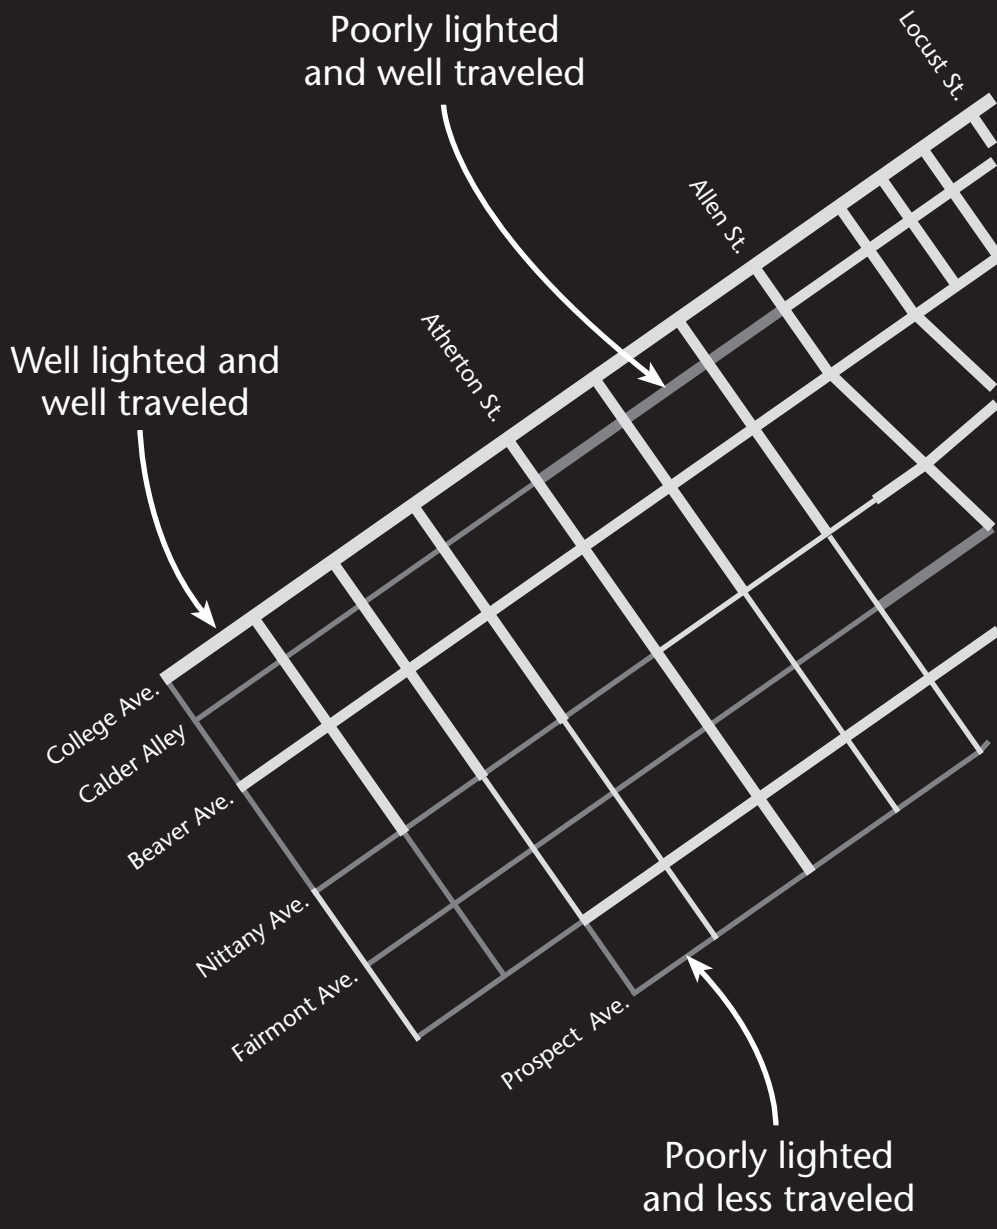 Poorly lighted
and well traveled
Locust St.
Allen St.
Atherton St.
Well lighted and
well traveled
College Ave.
Calder Alley
Beaver Ave.
Nittany Ave.
Fairmont Ave.
Prospect Ave.
Poorly lighted
and less traveled